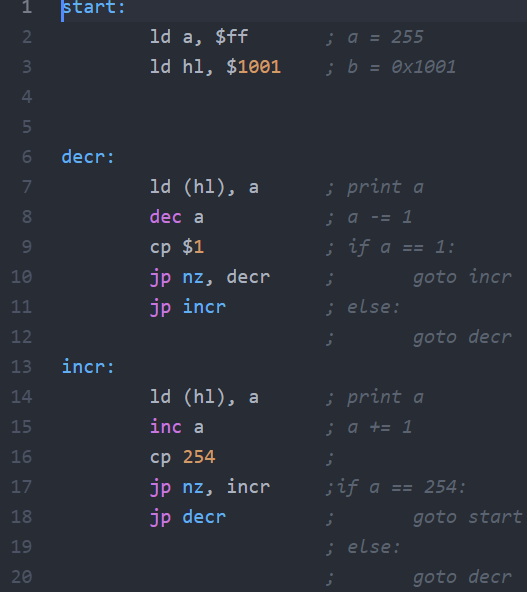 1 start:
2 ld a, $ff ; a = 255
3 ld hl, $1001 ; b = 0x1001
4
5
6 decr:
7 ld (hl), a ; print a
8 dec a ; a -= 1
9 cp $1 ; if a == 1:
10 jp nz, decr ; goto incr
11 jp incr ; else:
12 ; goto decr
13 incr:
14 ld (hl), a ; print a
15 inc a ; a += 1
16 cp 254 ;
17 jp nz, incr ;if a == 254:
18 jp decr ; goto start
19 ; else:
20 ; goto decr